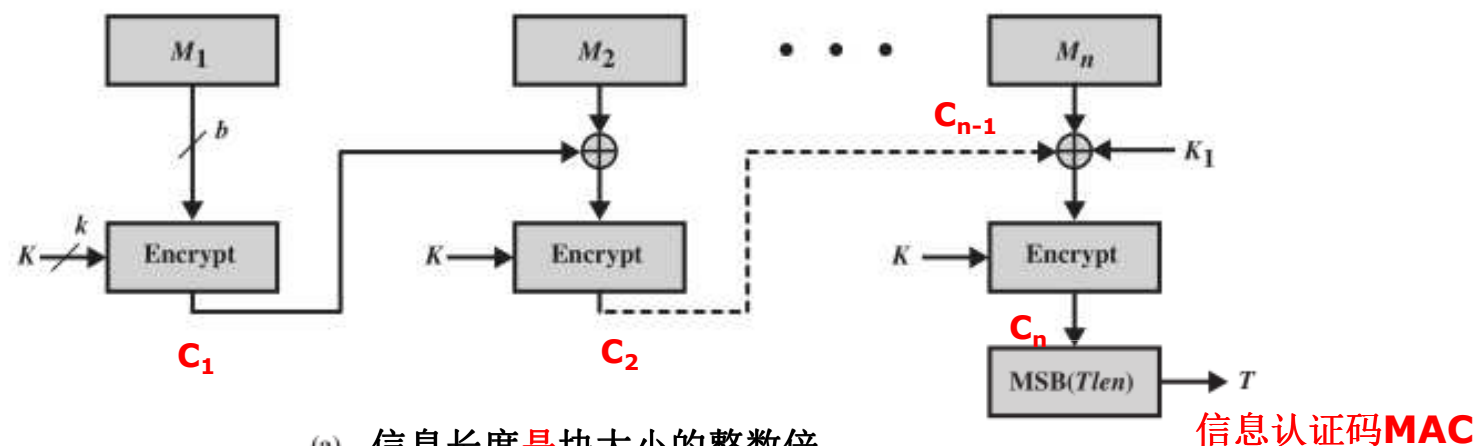 M1 M2 • • • Mn
b
Cn-1
K1
k
K Encrypt K Encrypt K Encrypt
C1 C2 Cn
MSB(Tlen) T
信息认证码MAC
(a) 信息长度是块大小的整数倍